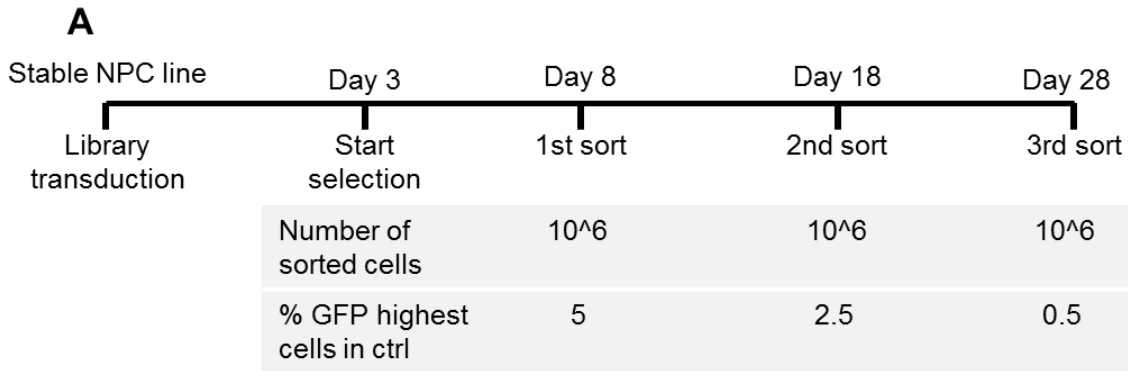 A
Stable NPC line
Day 3
Day 8
Day 18
Day 28
Library
transduction
Start
selection
1st sort
2nd sort
3rd sort
Number of
sorted cells
10^6
10^6
10^6
% GFP highest
cells in ctrl
5
2.5
0.5